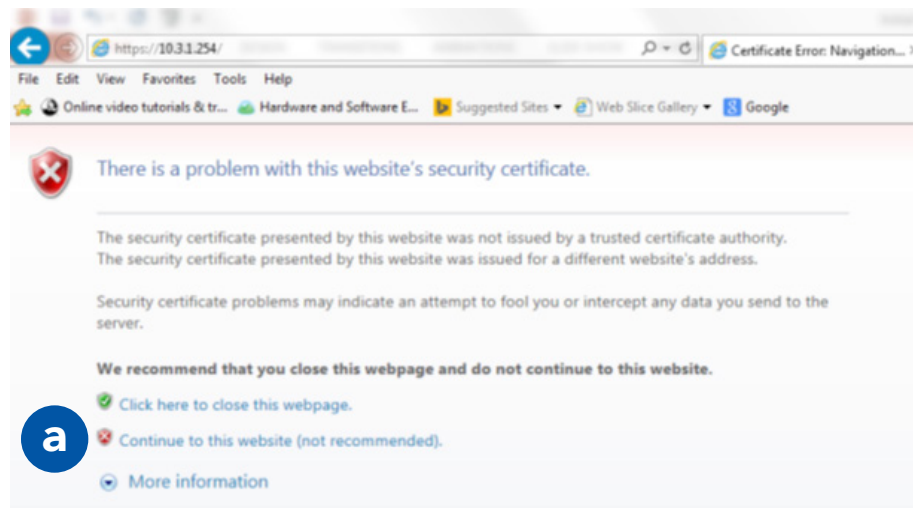 https://10.3.1.254/
Certificate Error: Navigation...
File Edit View Favorites Tools Help
Online video tutorials & tr... Hardware and Software E... Suggested Sites Web Slice Gallery Google
There is a problem with this website's security certificate.
The security certificate presented by this website was not issued by a trusted certificate authority.
The security certificate presented by this website was issued for a different website's address.
Security certificate problems may indicate an attempt to fool you or intercept any data you send to the
server.
We recommend that you close this webpage and do not continue to this website.
Click here to close this webpage.
a
Continue to this website (not recommended).
More information